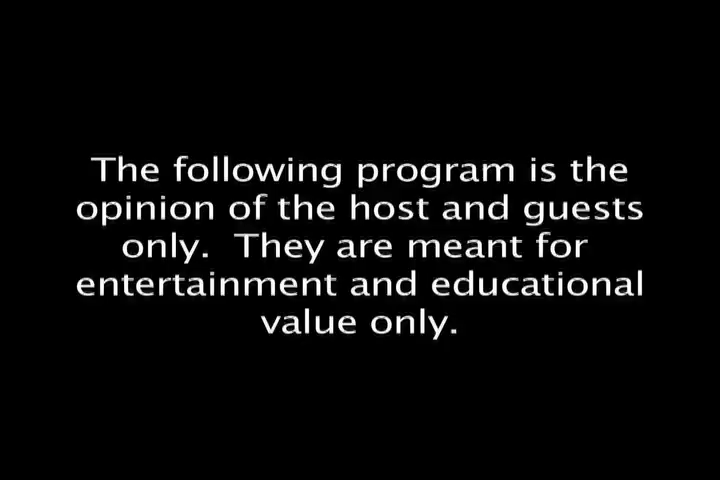 The following program is the
opinion of the host and guests
only.  They are meant for
entertainment and educational
value only.